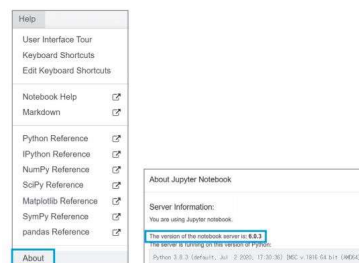 Help
User Interface Tour
Keyboard Shortcuts
Edit Keyboard Shortcuts
Notebook Help
Markdown
Python Reference
IPython Reference
NumPy Reference
SciPy Reference
Matplotlib Reference
SymPy Reference
pandas Reference
About
About Jupyter Notebook
Server Information:
You are using Jupyter notebook.
The version of the notebook server is: 6.0.3
The server is running on this version of Python:
Python 3.8.3 (default, Jul 2 2020, 17:30:36) [MSC v.1916 64 bit (AMD64